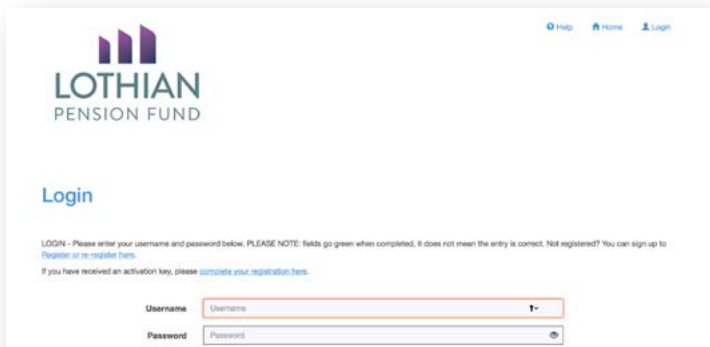 Help Home Login
LOTHIAN
PENSION FUND
Login
LOGIN - Please enter your username and password below. PLEASE NOTE: fields go green when completed, it does not mean the entry is correct. Not registered? You can sign up to
Register or re-register here.
If you have received an activation key, please complete your registration here.
Username Username
Password Password